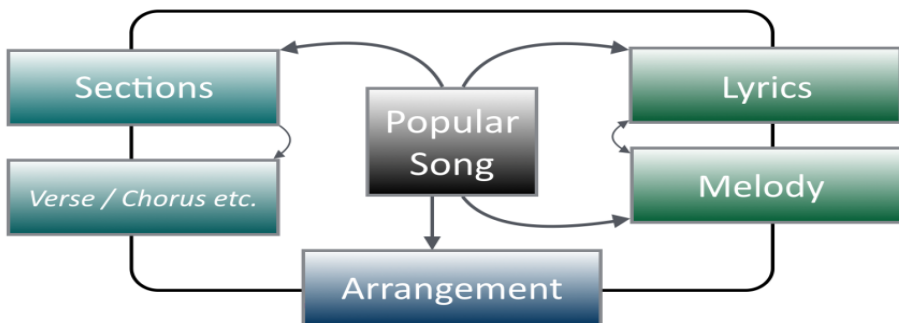 Sections
Lyrics
Popular
Song
Verse / Chorus etc.
Melody
Arrangement